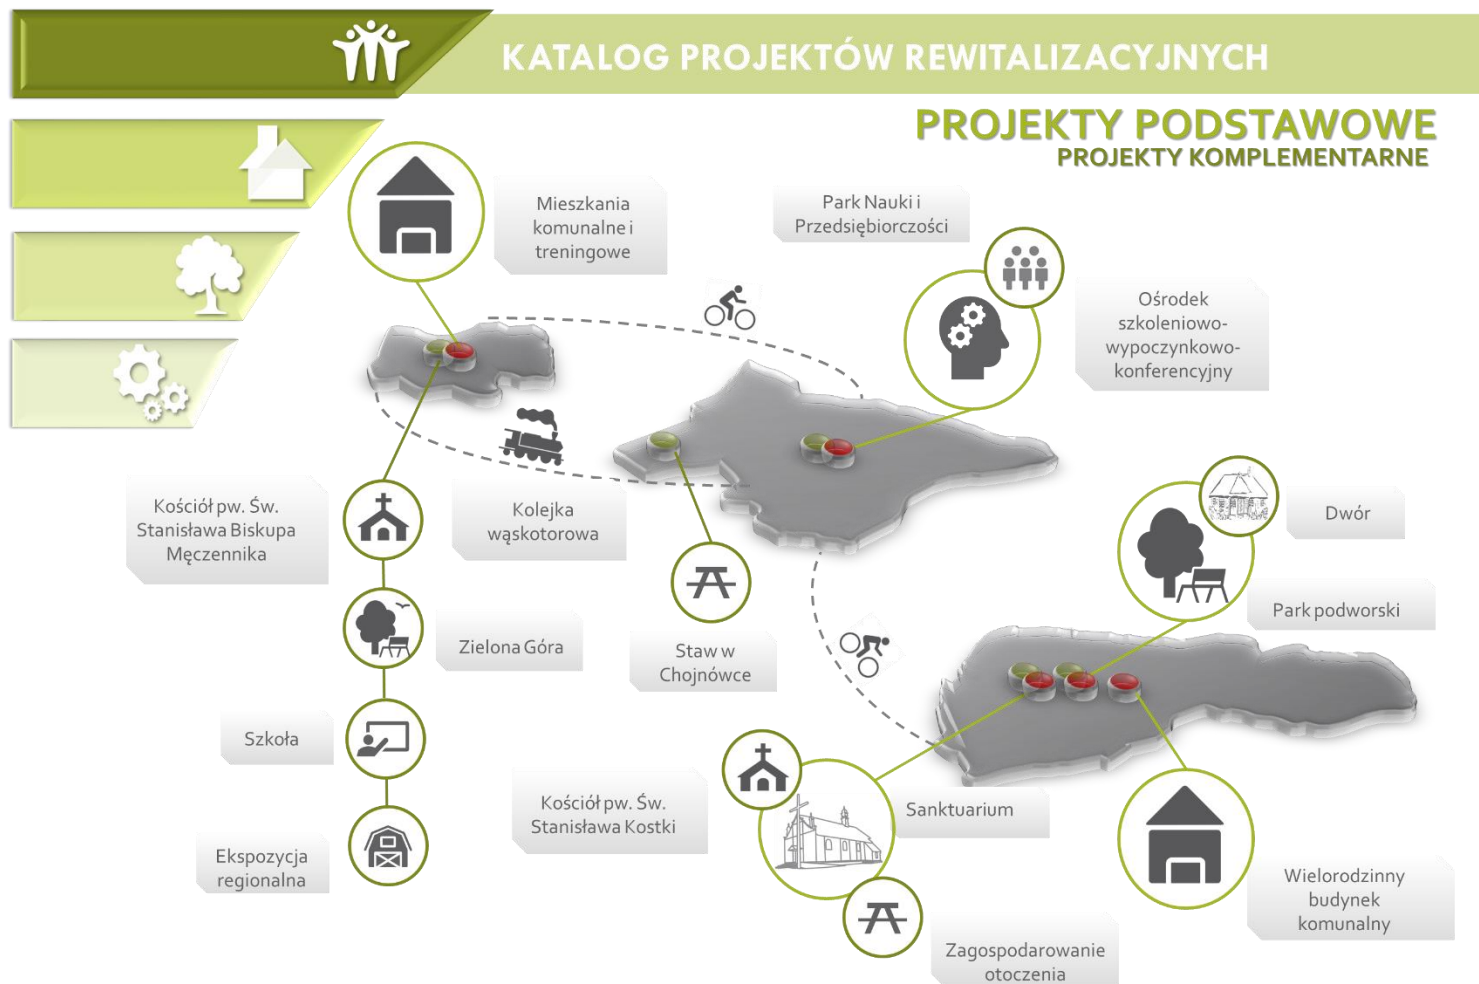 KATALOG PROJEKTÓW REWITALIZACYJNYCH
PROJEKTY PODSTAWOWE
PROJEKTY KOMPLEMENTARNE
Mieszkania
komunalne i
treningowe
Park Nauki i
Przedsiębiorczości
Ośrodek
szkoleniowo-
wypoczynkowo-
konferencyjny
Kościół pw. Św.
Stanisława Biskupa
Męczennika
Kolejka
wąskotorowa
Dwór
Park podworski
Zielona Góra
Staw w
Chojnówce
Szkoła
Kościół pw. Św.
Stanisława Kostki
Sanktuarium
Ekspozycja
regionalna
Wielorodzinny
budynek
komunalny
Zagospodarowanie
otoczenia